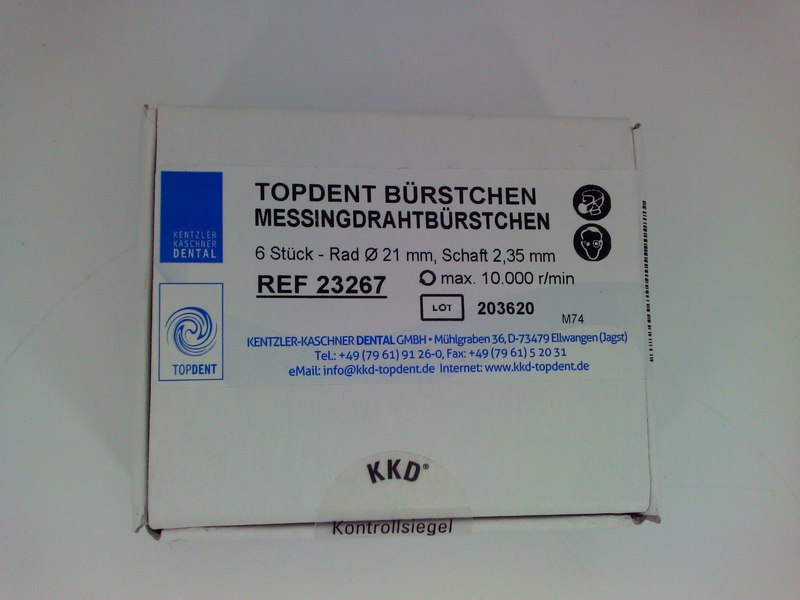 KENTZLER
KASCHNER
DENTAL
TOPDENT
TOPDENT BÜRSTCHEN
MESSINGDRAHTBÜRSTCHEN
6 Stück - Rad Ø 21 mm, Schaft 2,35 mm
REF 23267
max. 10.000 r/min
LOT 203620
M74
KENTZLER-KASCHNER DENTAL GMBH • Mühlgraben 36, D-73479 Ellwangen (Jagst)
Tel.: +49 (79 61) 91 26-0, Fax: +49 (79 61) 5 20 31
eMail: info@kkd-topdent.de Internet: www.kkd-topdent.de
KKD®
Kontrollsiegel